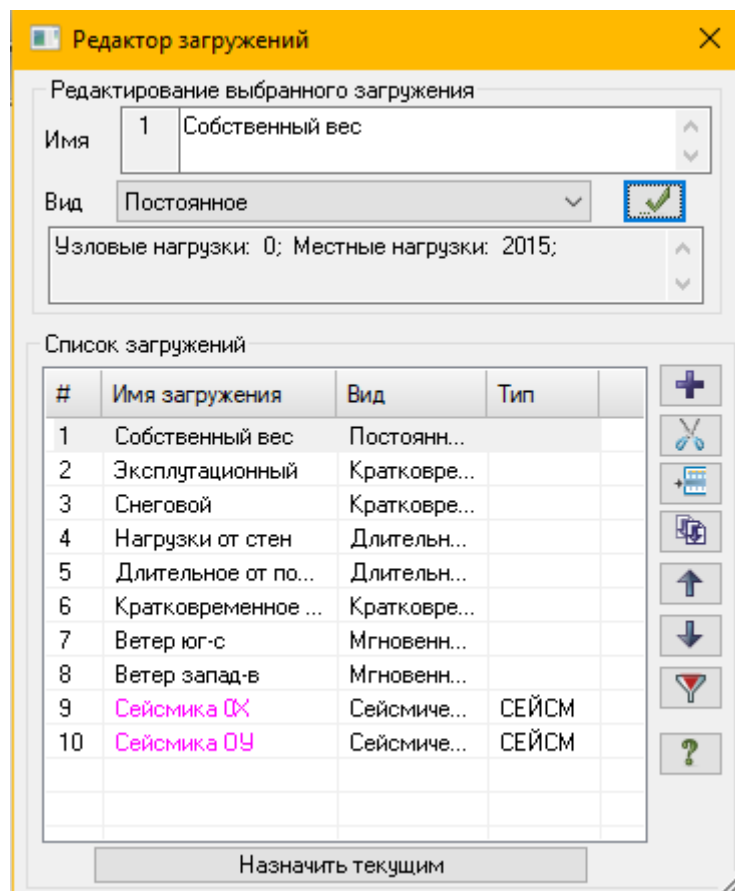 Редактор загружений
Редактирование выбранного загружения
Имя 1 Собственный вес
Вид Постоянное
Узловые нагрузки: 0; Местные нагрузки: 2015;
Список загружений
# Имя загружения Вид Тип
1 Собственный вес Постоянн...
2 Эксплутационный Кратковре...
3 Снеговой Кратковре...
4 Нагрузки от стен Длительн...
5 Длительное от по... Длительн...
6 Кратковременное ... Кратковре...
7 Ветер юг-с Мгновенн...
8 Ветер запад-в Мгновенн...
9 Сейсмика 0X Сейсмиче... СЕЙСМ
10 Сейсмика 0У Сейсмиче... СЕЙСМ
Назначить текущим